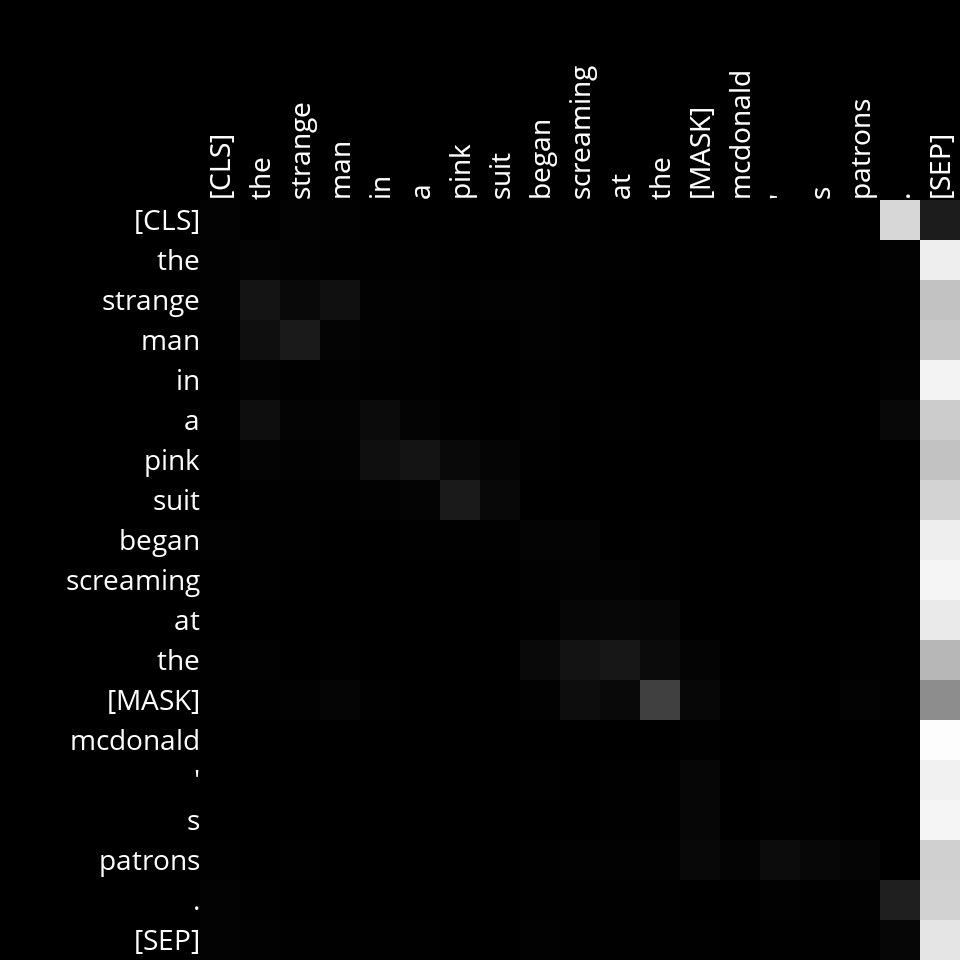 [CLS] the strange man in a pink suit began screaming at the [MASK] mcdonald ' s patrons . [SEP]
[CLS]
the
strange
man
in
a
pink
suit
began
screaming
at
the
[MASK]
mcdonald
'
s
patrons
.
[SEP]